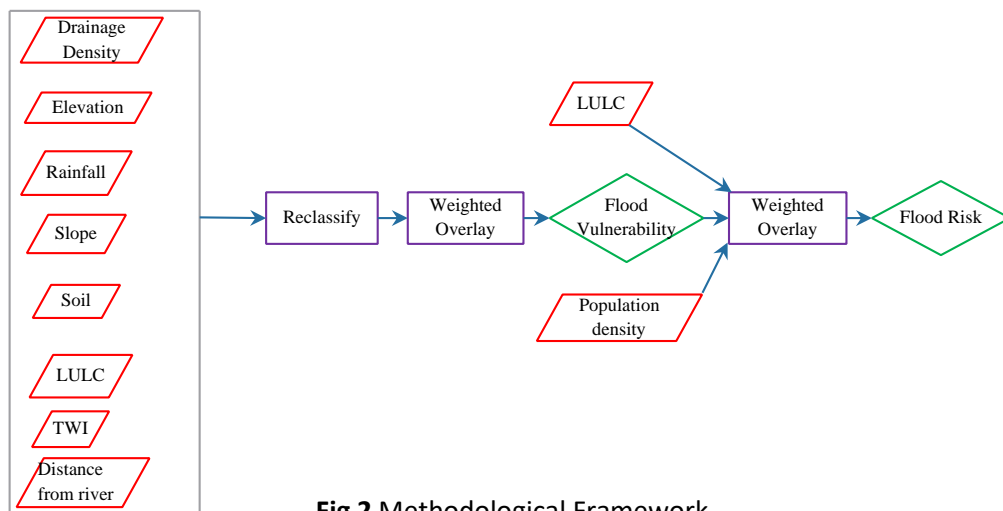 Drainage
Density
Elevation
Rainfall
Slope
Soil
LULC
TWI
Distance
from river
Reclassify
Weighted
Overlay
Flood
Vulnerability
LULC
Population
density
Weighted
Overlay
Flood Risk
Fig 2 Methodological Framework